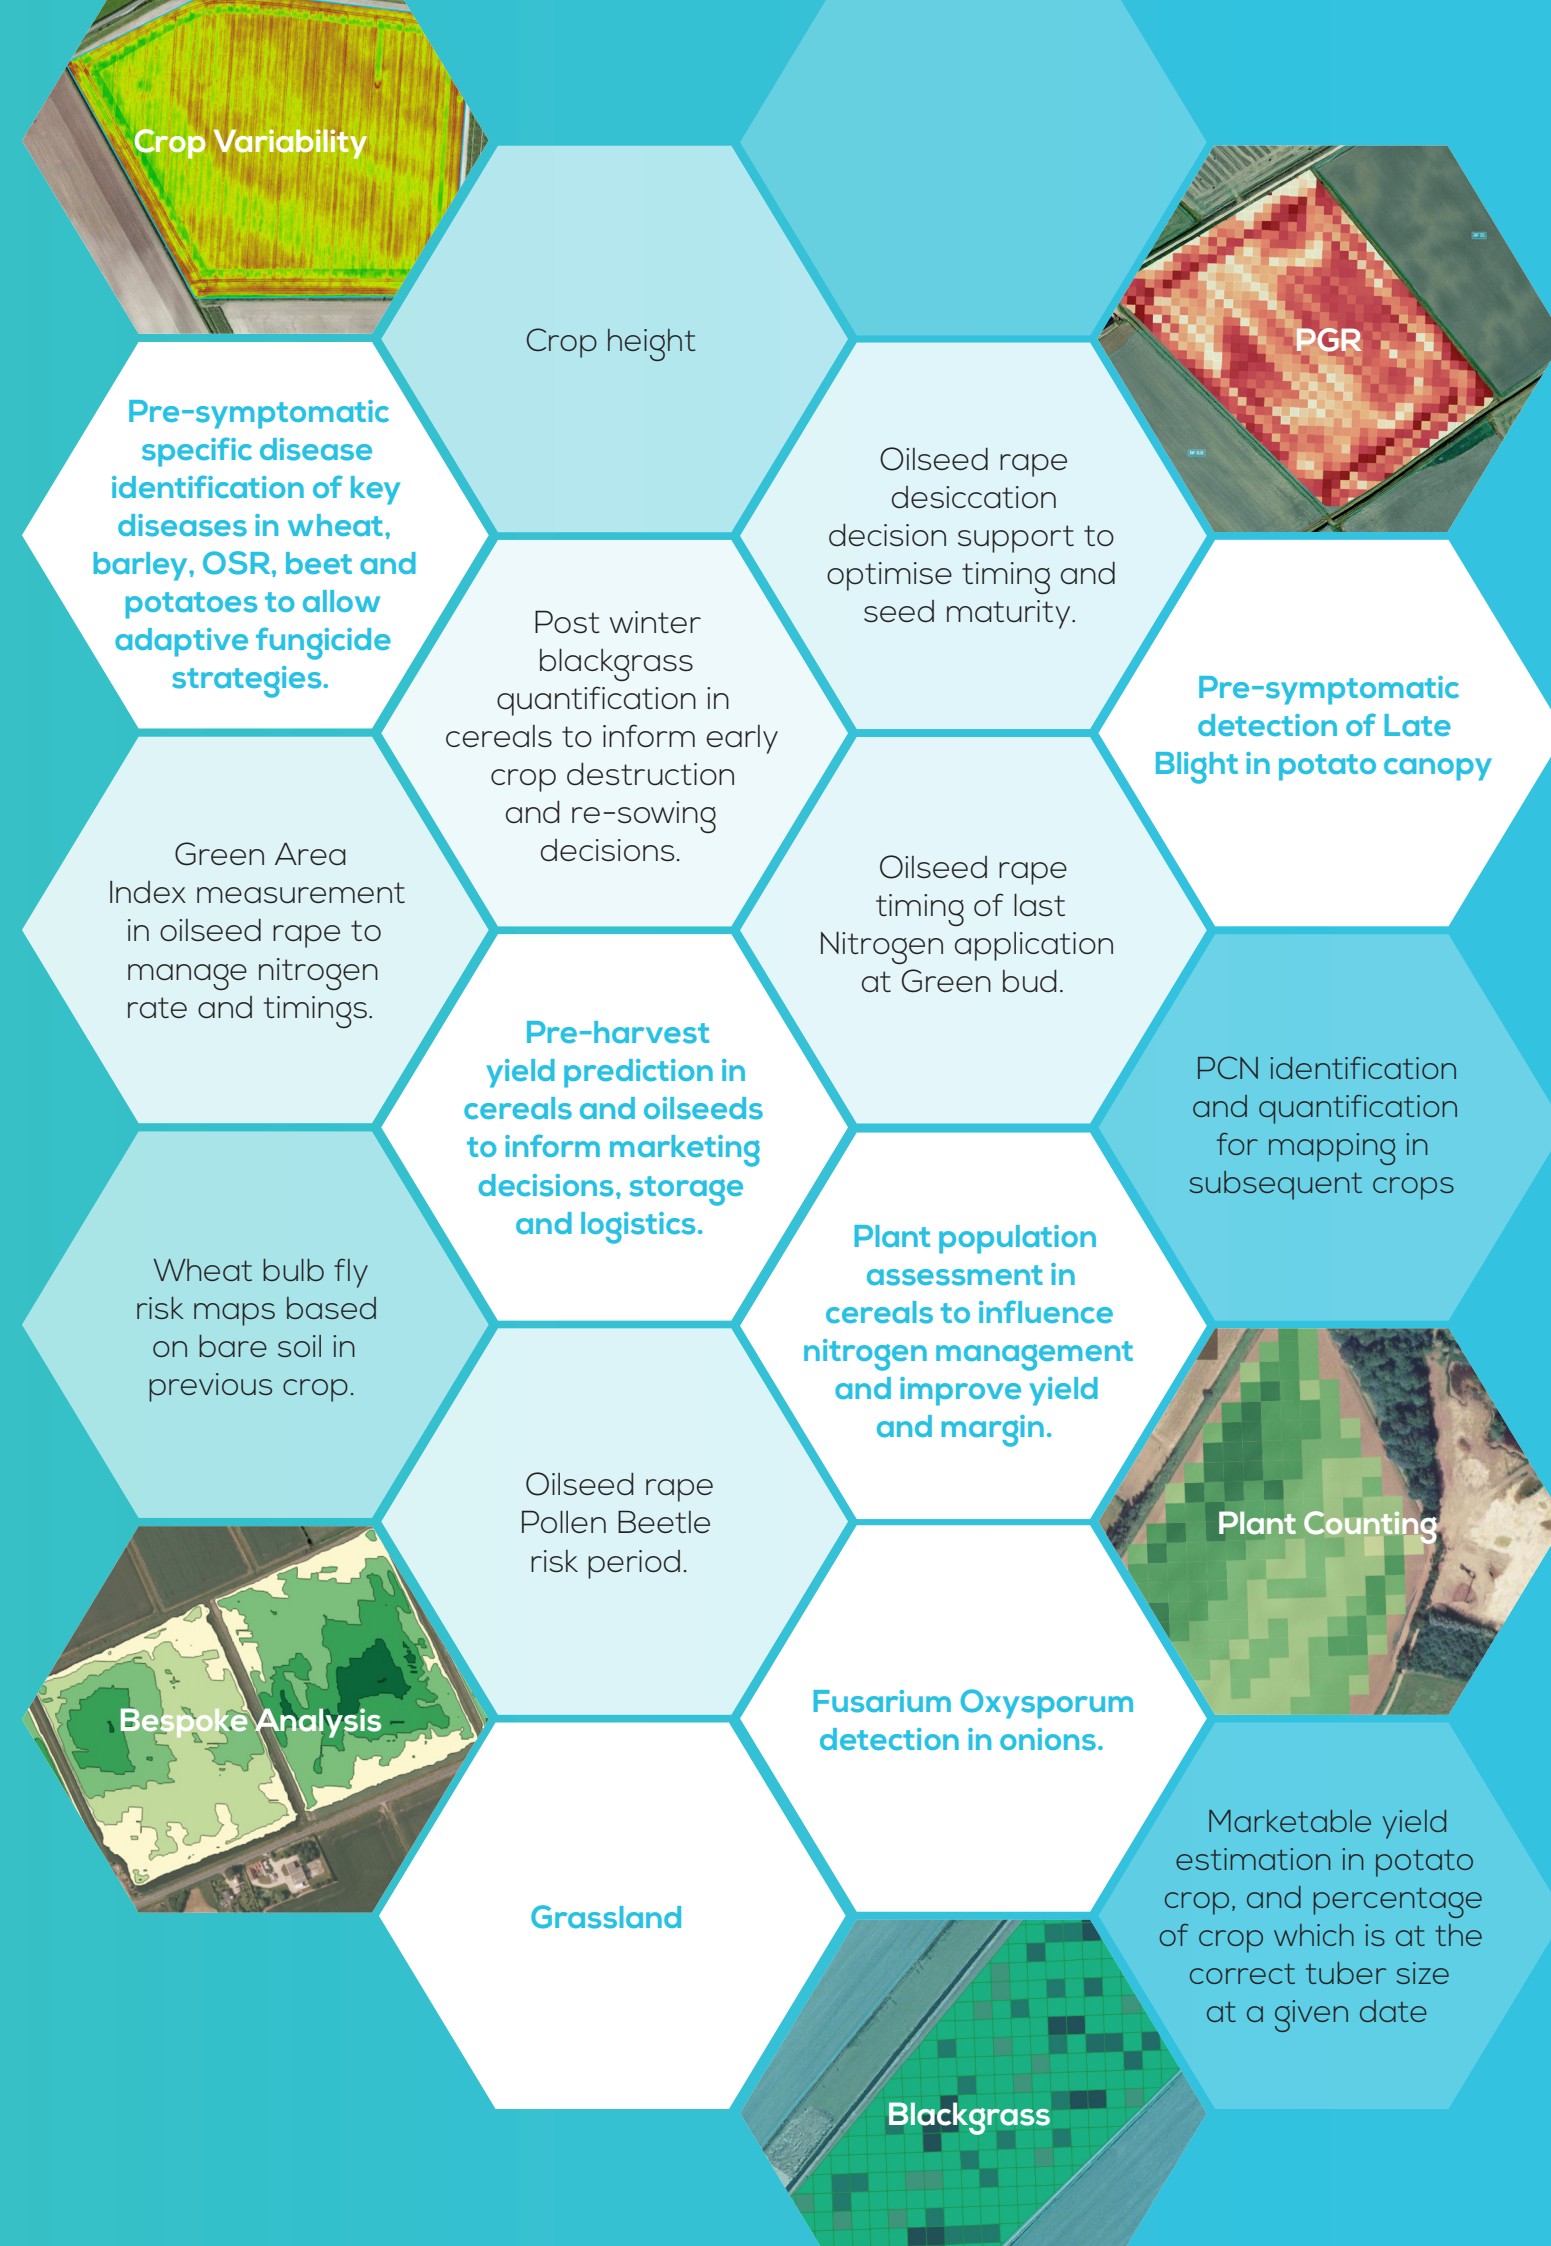 Crop Variability
Crop height
PGR
Pre-symptomatic
specific disease
identification of key
diseases in wheat,
barley, OSR, beet and
potatoes to allow
adaptive fungicide
strategies.
Oilseed rape
desiccation
decision support to
optimise timing and
seed maturity.
Post winter
blackgrass
quantification in
cereals to inform early
crop destruction
and re-sowing
decisions.
Pre-symptomatic
detection of Late
Blight in potato canopy
Green Area
Index measurement
in oilseed rape to
manage nitrogen
rate and timings.
Oilseed rape
timing of last
Nitrogen application
at Green bud.
Pre-harvest
yield prediction in
cereals and oilseeds
to inform marketing
decisions, storage
and logistics.
PCN identification
and quantification
for mapping in
subsequent crops
Wheat bulb fly
risk maps based
on bare soil in
previous crop.
Plant population
assessment in
cereals to influence
nitrogen management
and improve yield
and margin.
Oilseed rape
Pollen Beetle
risk period.
Plant Counting
Bespoke Analysis
Fusarium Oxysporum
detection in onions.
Grassland
Marketable yield
estimation in potato
crop, and percentage
of crop which is at the
correct tuber size
at a given date
Blackgrass